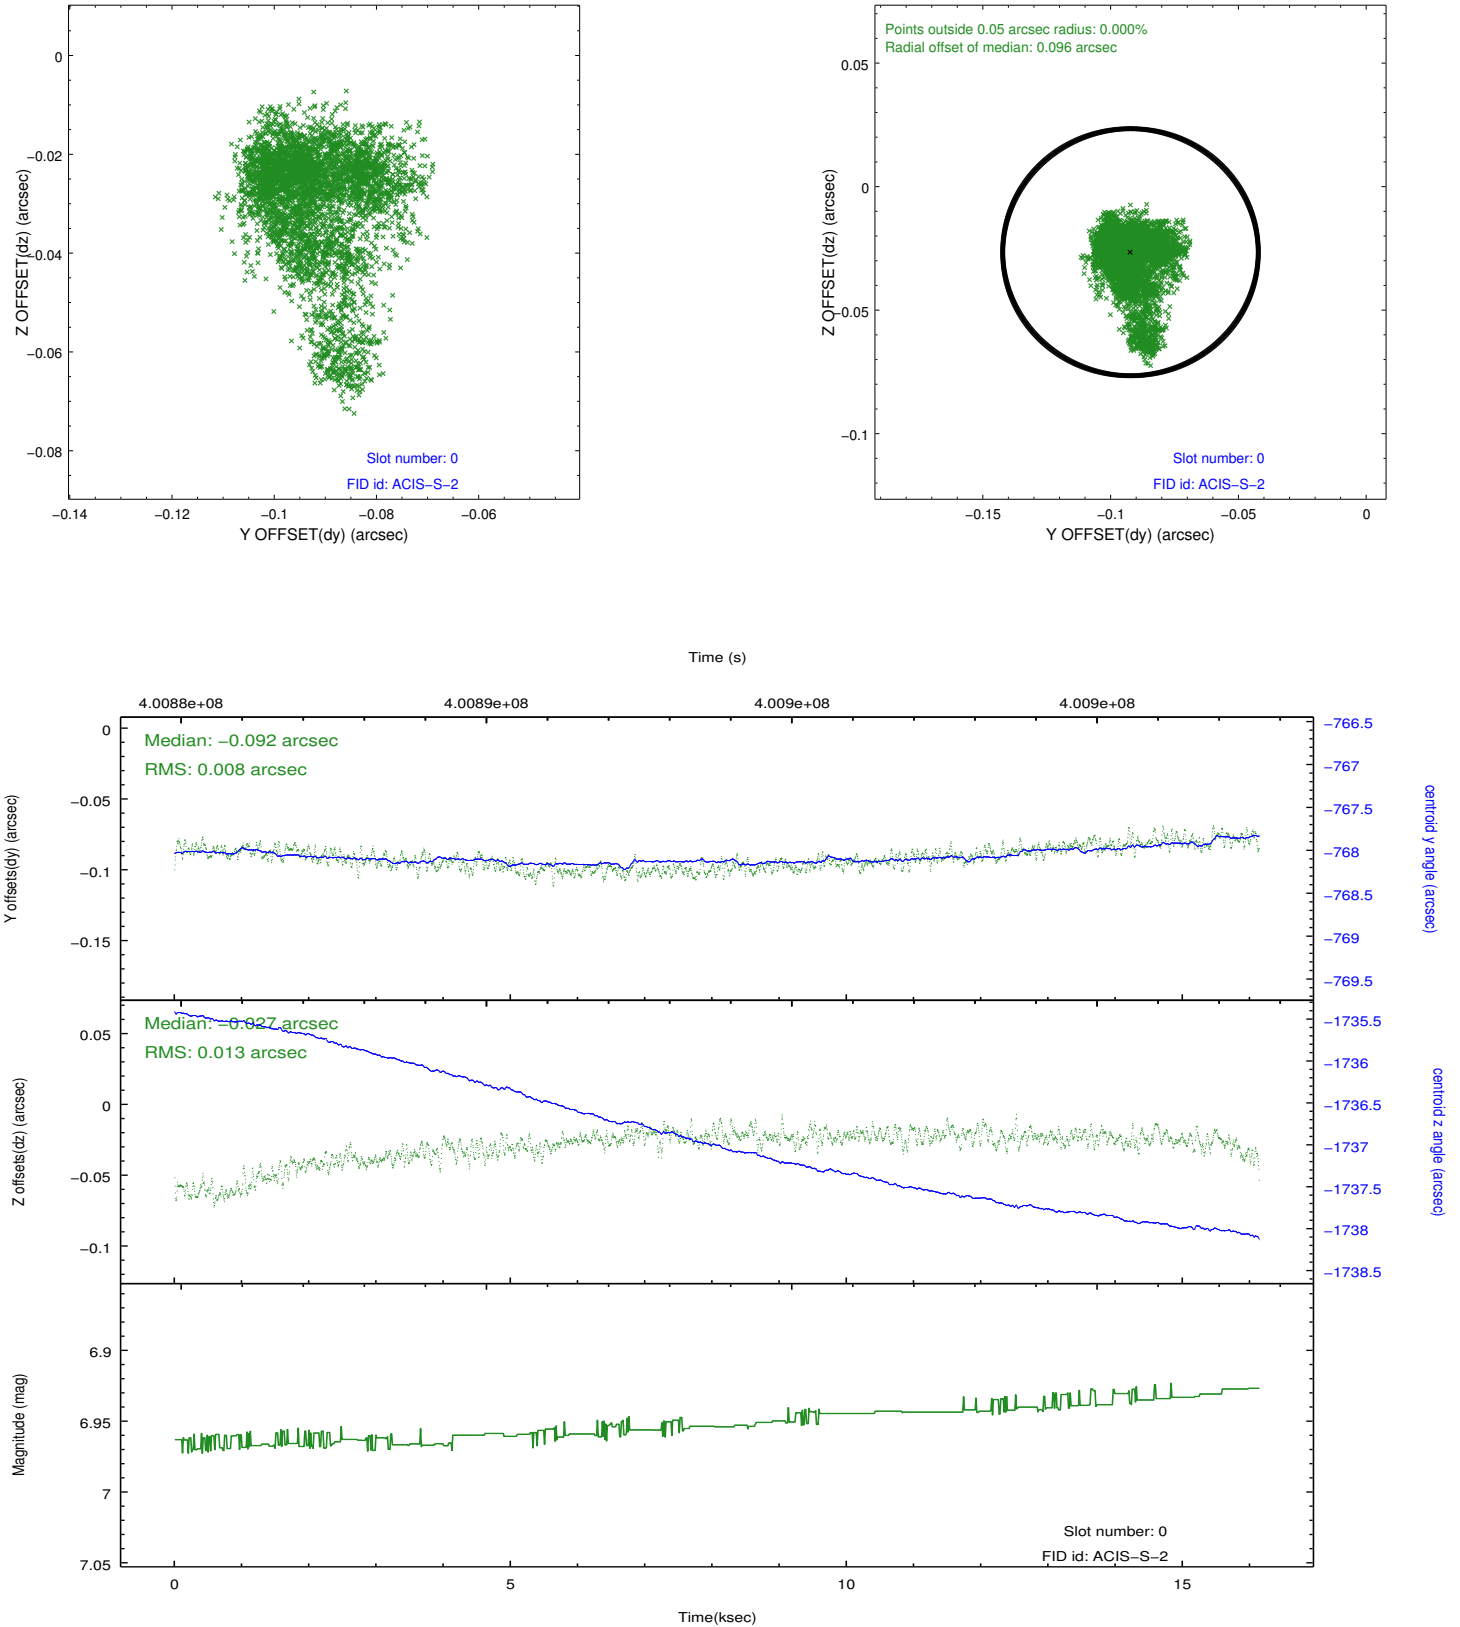 0
−0.02
−0.04
−0.06
−0.08
Z OFFSET(dz) (arcsec)
Slot number: 0
FID id: ACIS−S−2
−0.14
−0.12
−0.1
−0.08
−0.06
Y OFFSET(dy) (arcsec)
Points outside 0.05 arcsec radius: 0.000%
Radial offset of median: 0.096 arcsec
0.05
0
−0.05
−0.1
Z OFFSET(dz) (arcsec)
Slot number: 0
FID id: ACIS−S−2
−0.15
−0.1
−0.05
0
Y OFFSET(dy) (arcsec)
Time (s)
4.0088e+08
4.0089e+08
4.009e+08
4.009e+08
Median: −0.092 arcsec
RMS: 0.008 arcsec
0
−0.05
−0.1
−0.15
Y offsets(dy) (arcsec)
−766.5
−767
−767.5
−768
−768.5
−769
−769.5
centroid y angle (arcsec)
Median: −0.027 arcsec
RMS: 0.013 arcsec
0.05
0
−0.05
−0.1
Z offsets(dz) (arcsec)
−1735.5
−1736
−1736.5
−1737
−1737.5
−1738
−1738.5
centroid z angle (arcsec)
6.9
6.95
7
7.05
Magnitude (mag)
Slot number: 0
FID id: ACIS−S−2
0
5
10
15
Time(ksec)